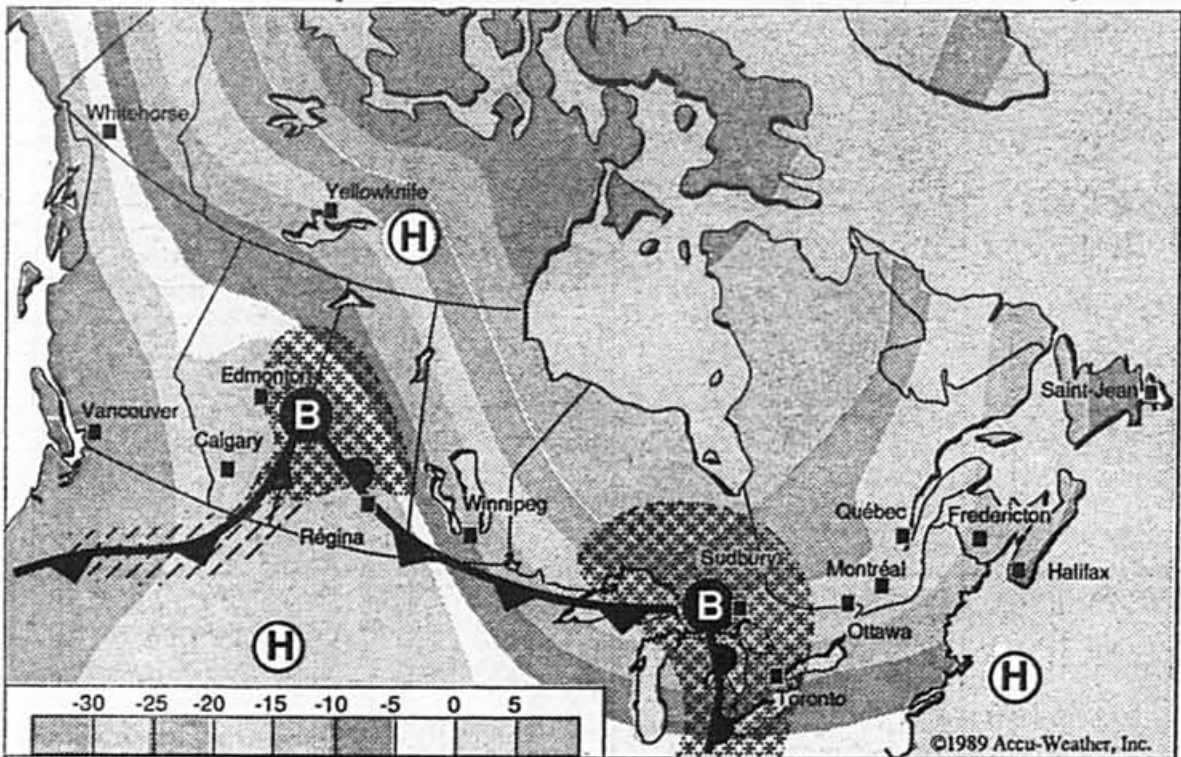 Whitehorse
Yellowknife
H
Edmonton
B
Vancouver
Calgary
Saint-Jean
Winnipeg
Régina
Québec
Fredericton
Sudbury
Montréal
Halifax
B
Ottawa
H
H
Toronto
-30 -25 -20 -15 -10 -5 0 5
©1989 Accu-Weather, Inc.